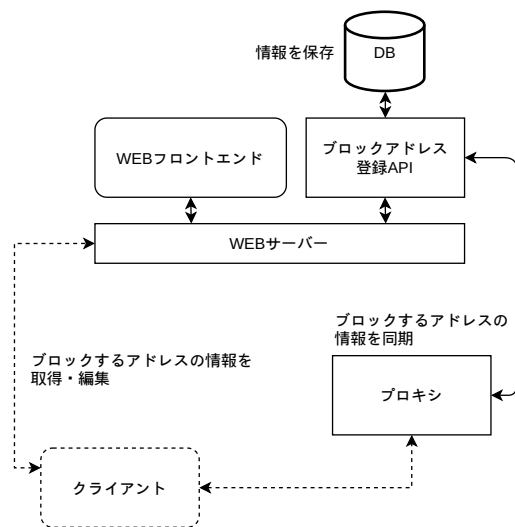 情報を保存
DB
WEBフロントエンド
ブロックアドレス
登録API
WEBサーバー
ブロックするアドレスの
情報を同期
ブロックするアドレスの情報を
取得・編集
プロキシ
クライアント